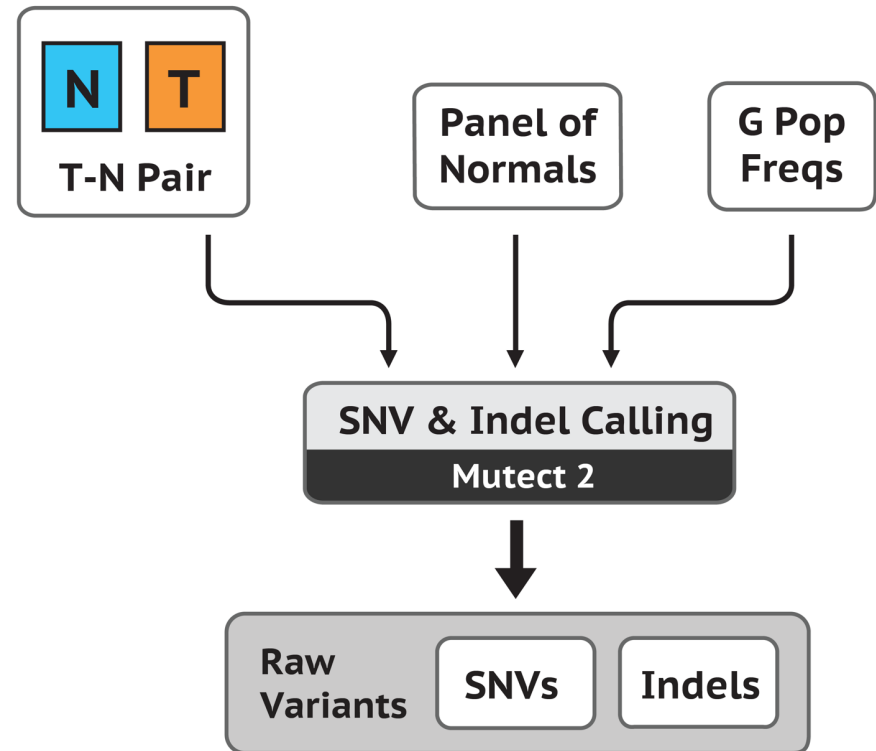 N T
T-N Pair
Panel of
Normals
G Pop
Freqs
SNV & Indel Calling
Mutect 2
Raw
Variants
SNVs
Indels